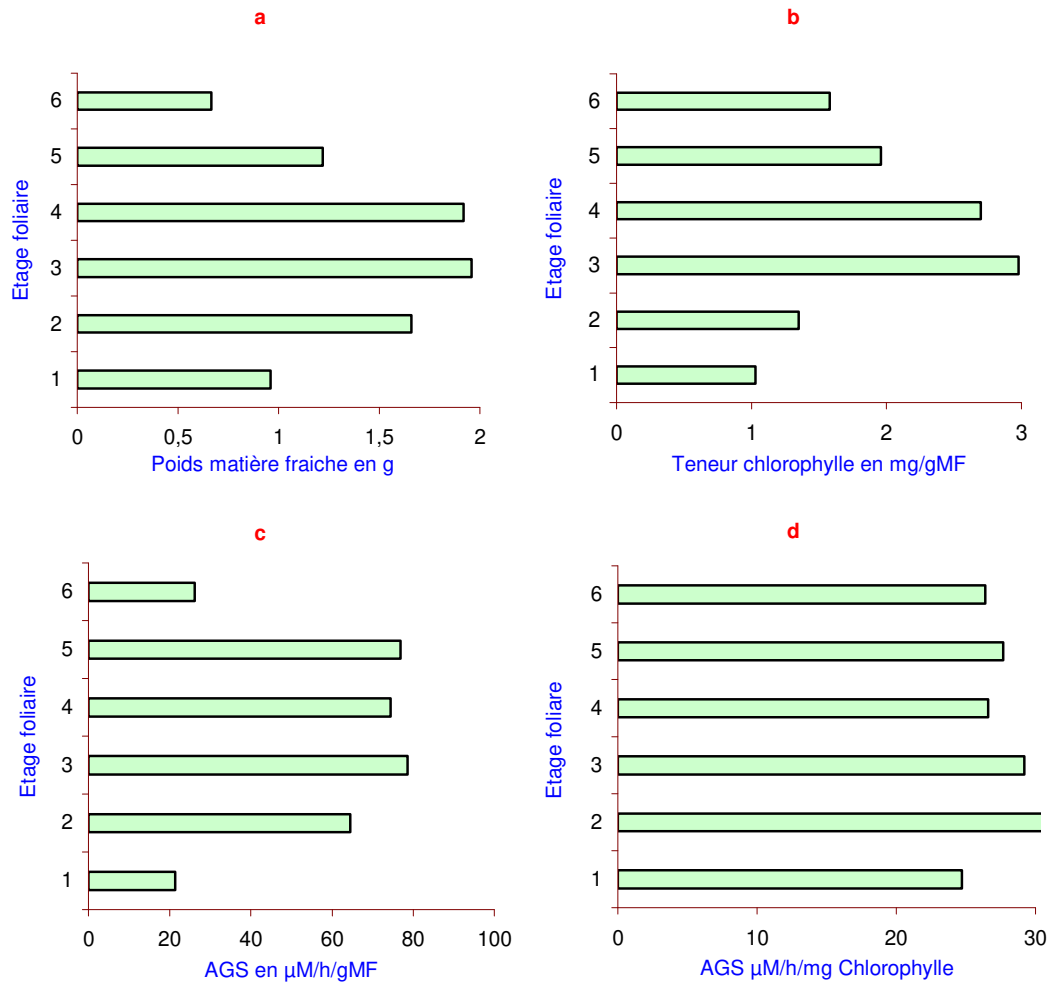 a
6
5
4
3
2
1
Etage foliaire
0 0,5 1 1,5 2
Poids matière fraiche en g
b
6
5
4
3
2
1
Etage foliaire
0 1 2 3
Teneur chlorophylle en mg/gMF
c
6
5
4
3
2
1
Etage foliaire
0 20 40 60 80 100
AGS en µM/h/gMF
d
6
5
4
3
2
1
Etage foliare
0 10 20 30
AGS µM/h/mg Chlorophylle